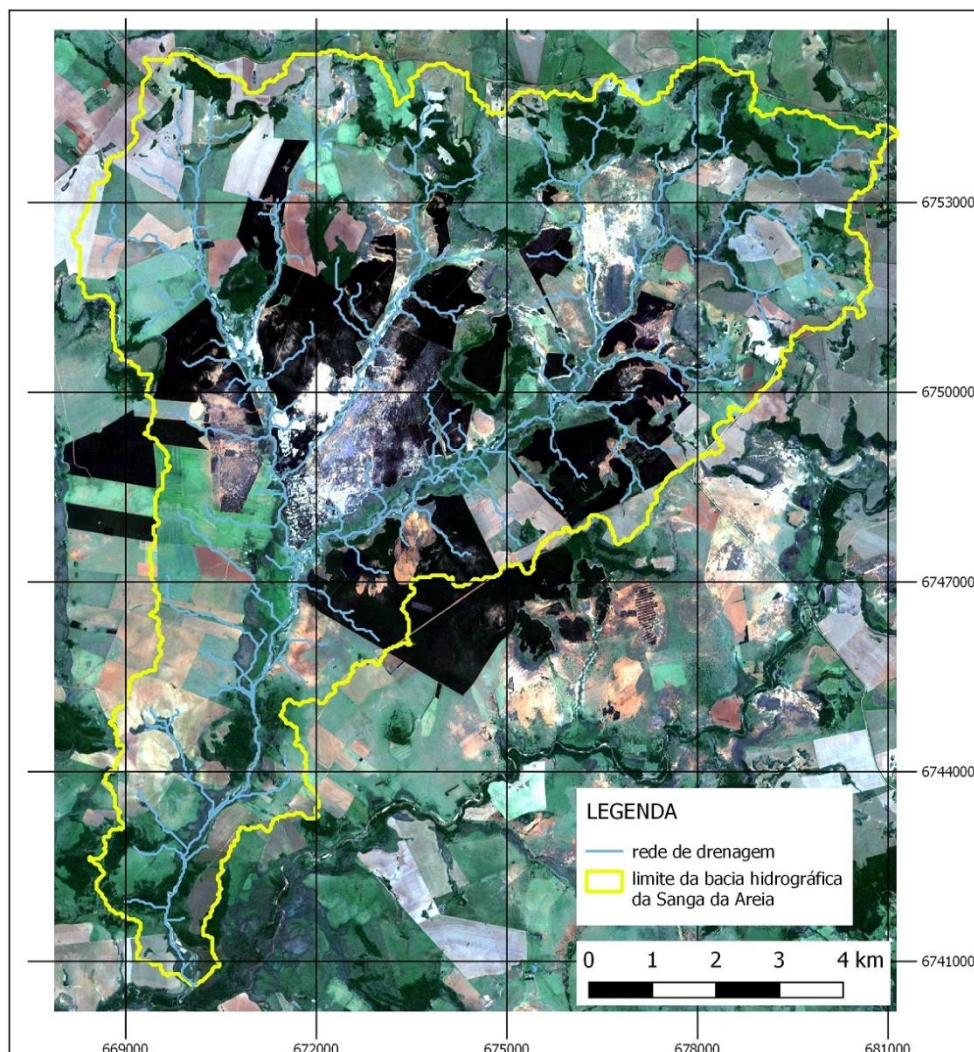 6753000
6750000
6747000
6744000
LEGENDA
rede de drenagem
limite da bacia hidrográfica
da Sanga da Areia
6741000
0 1 2 3 4 km
669000 672000 675000 678000 681000